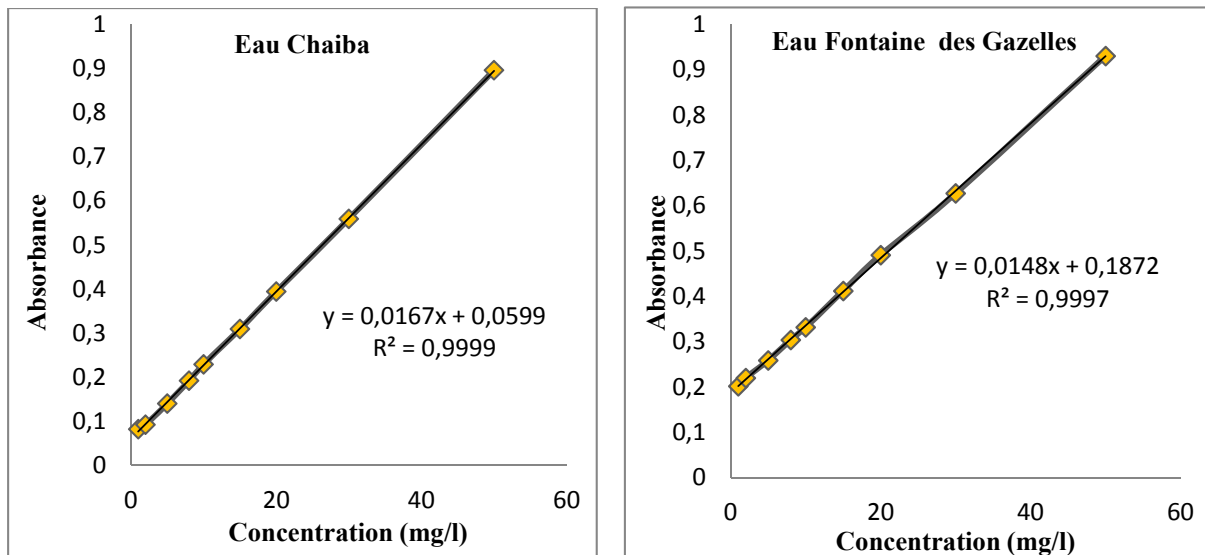 Eau Chaiba
1
0,9
0,8
0,7
0,6
0,5
0,4
0,3
0,2
0,1
0
Absorbance
y = 0,0167x + 0,0599
R² = 0,9999
0 20 40 60
Concentration (mg/l)
Eau Fontaine des Gazelles
1
0,9
0,8
0,7
0,6
0,5
0,4
0,3
0,2
0,1
0
Absorbance
y = 0,0148x + 0,1872
R² = 0,9997
0 20 40 60
Concentration (mg/l)